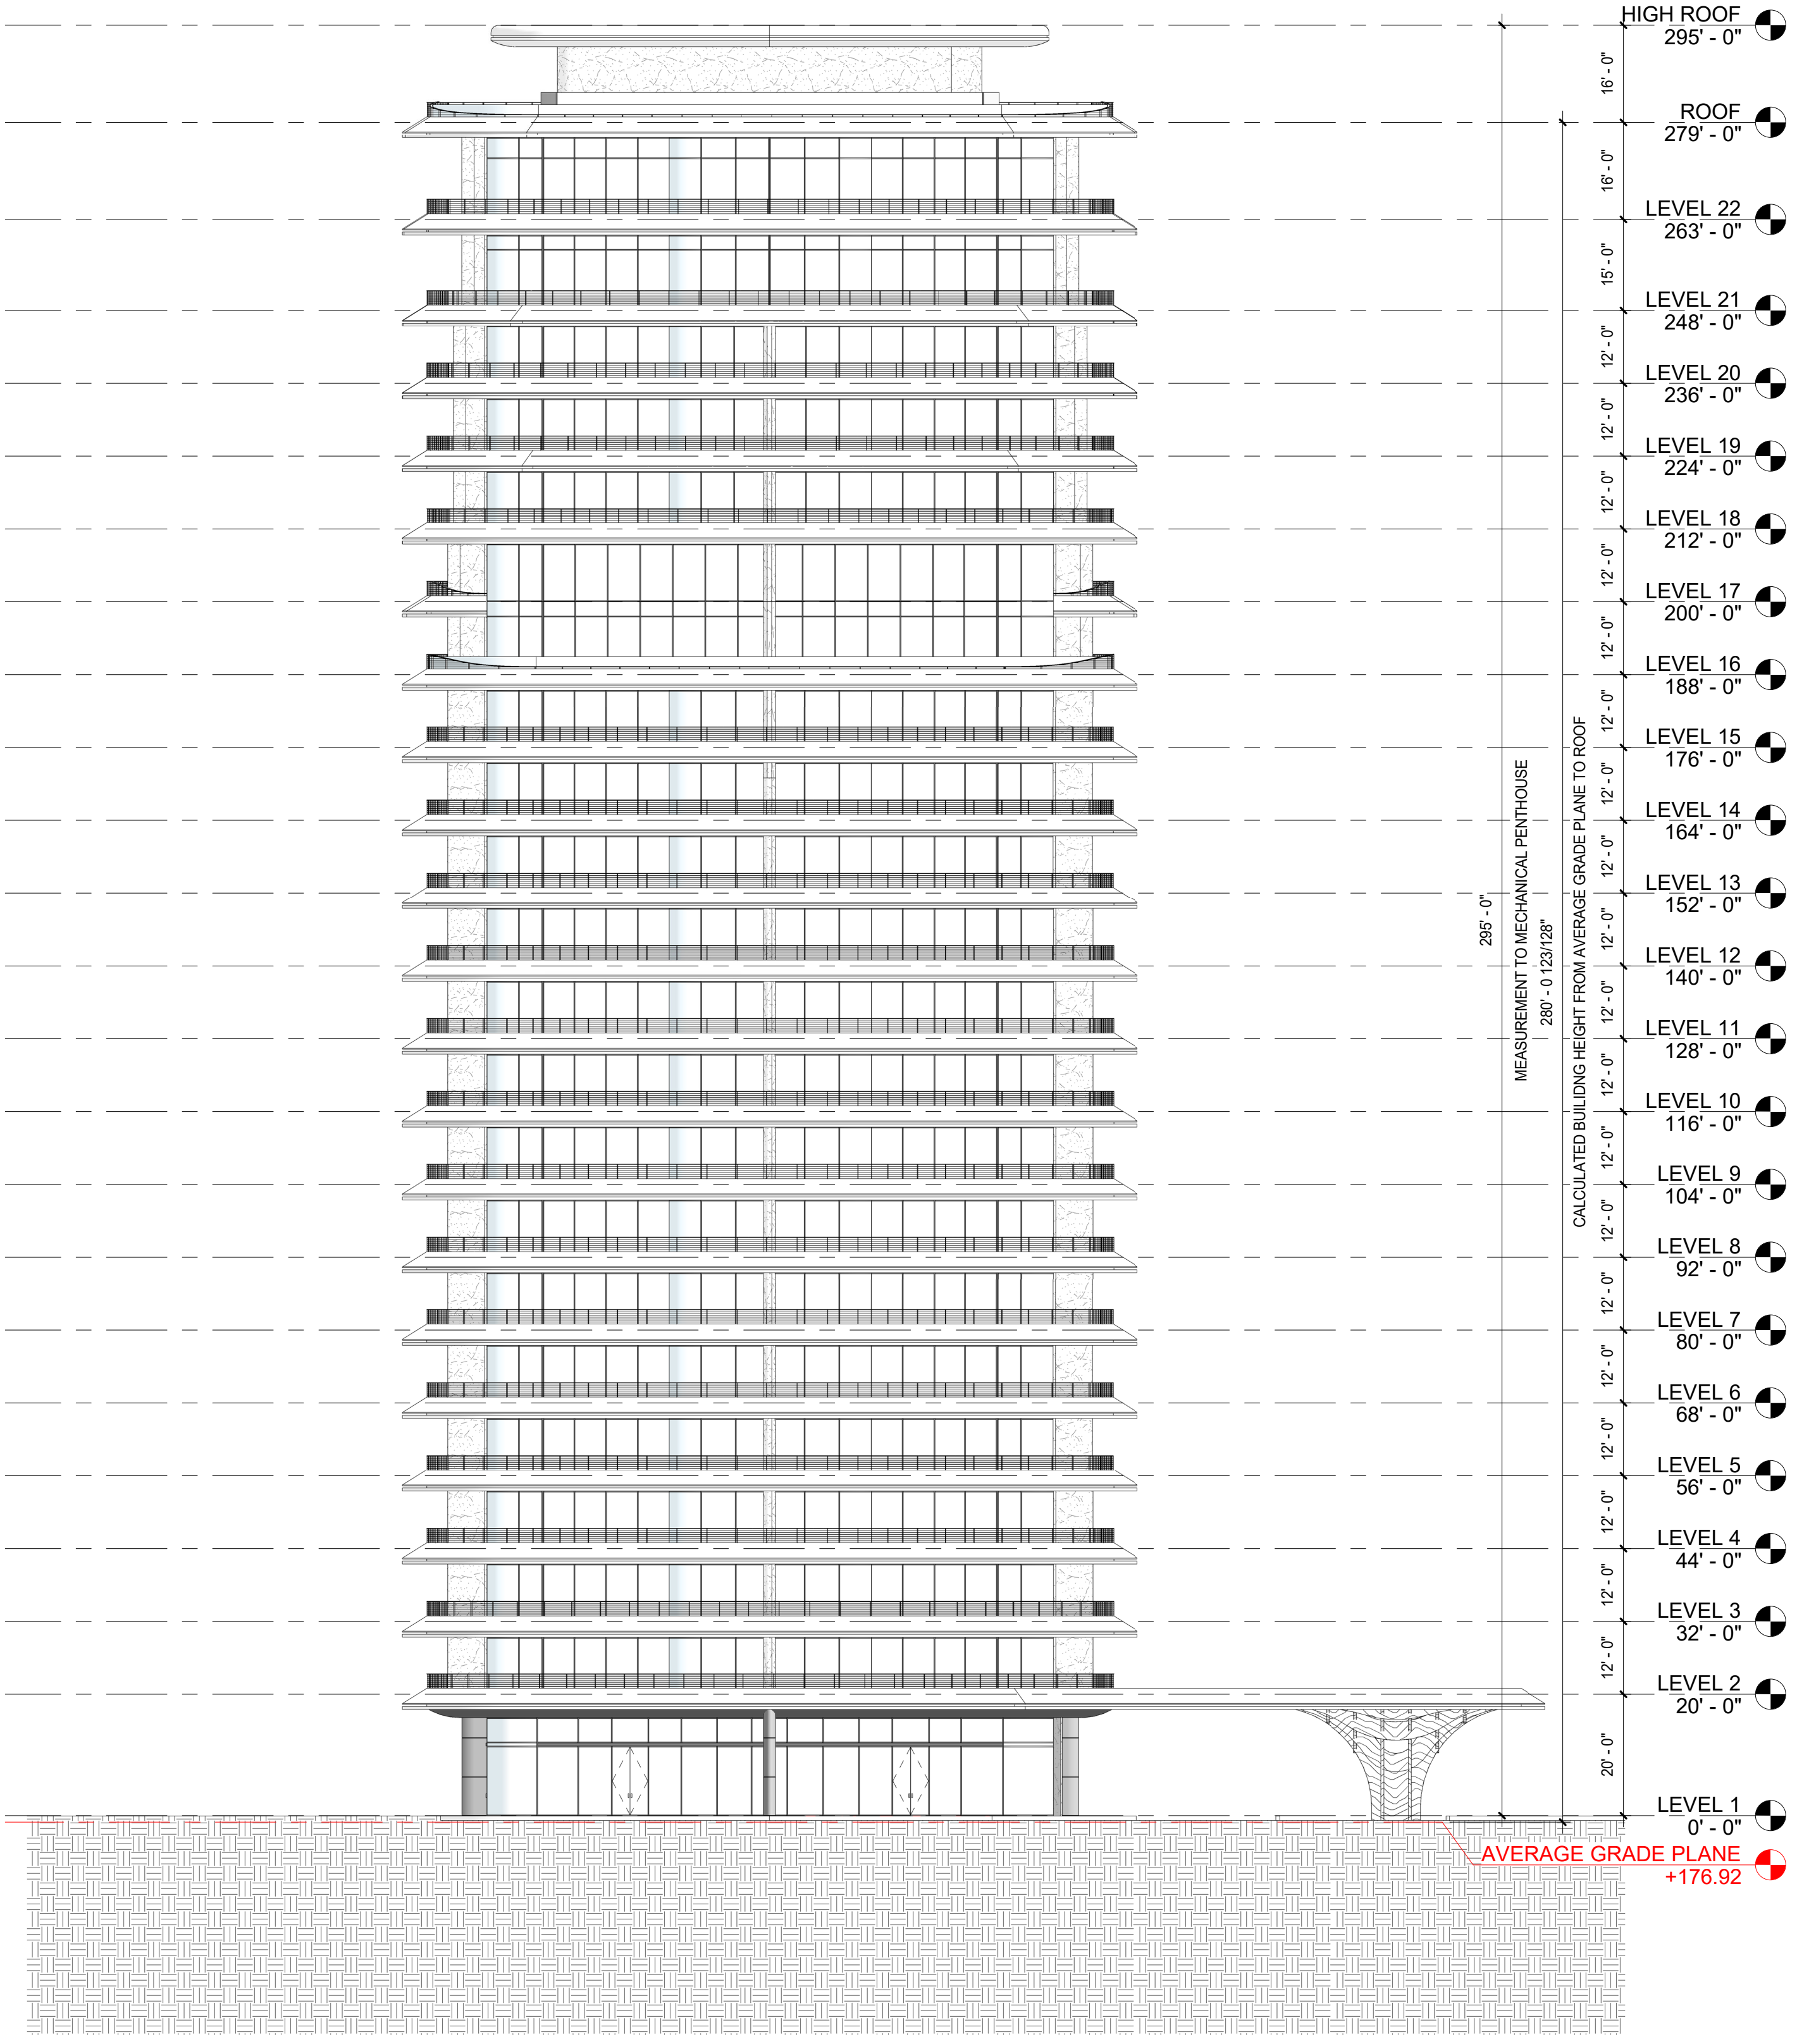 HIGH ROOF
295' - 0"
16' - 0"
ROOF
279' - 0"
16' - 0"
LEVEL 22
263' - 0"
15' - 0"
LEVEL 21
248' - 0"
12' - 0"
LEVEL 20
236' - 0"
12' - 0"
LEVEL 19
224' - 0"
12' - 0"
LEVEL 18
212' - 0"
12' - 0"
LEVEL 17
200' - 0"
12' - 0"
LEVEL 16
188' - 0"
12' - 0"
LEVEL 15
176' - 0"
12' - 0"
LEVEL 14
164' - 0"
12' - 0"
LEVEL 13
152' - 0"
12' - 0"
LEVEL 12
140' - 0"
12' - 0"
LEVEL 11
128' - 0"
12' - 0"
LEVEL 10
116' - 0"
12' - 0"
LEVEL 9
104' - 0"
12' - 0"
LEVEL 8
92' - 0"
12' - 0"
LEVEL 7
80' - 0"
12' - 0"
LEVEL 6
68' - 0"
12' - 0"
LEVEL 5
56' - 0"
12' - 0"
LEVEL 4
44' - 0"
12' - 0"
LEVEL 3
32' - 0"
12' - 0"
LEVEL 2
20' - 0"
20' - 0"
LEVEL 1
0' - 0"
AVERAGE GRADE PLANE
+176.92
295' - 0"
MEASUREMENT TO MECHANICAL PENTHOUSE
280' - 0 123/128"
CALCULATED BUILIDNG HEIGHT FROM AVERAGE GRADE PLANE TO ROOF